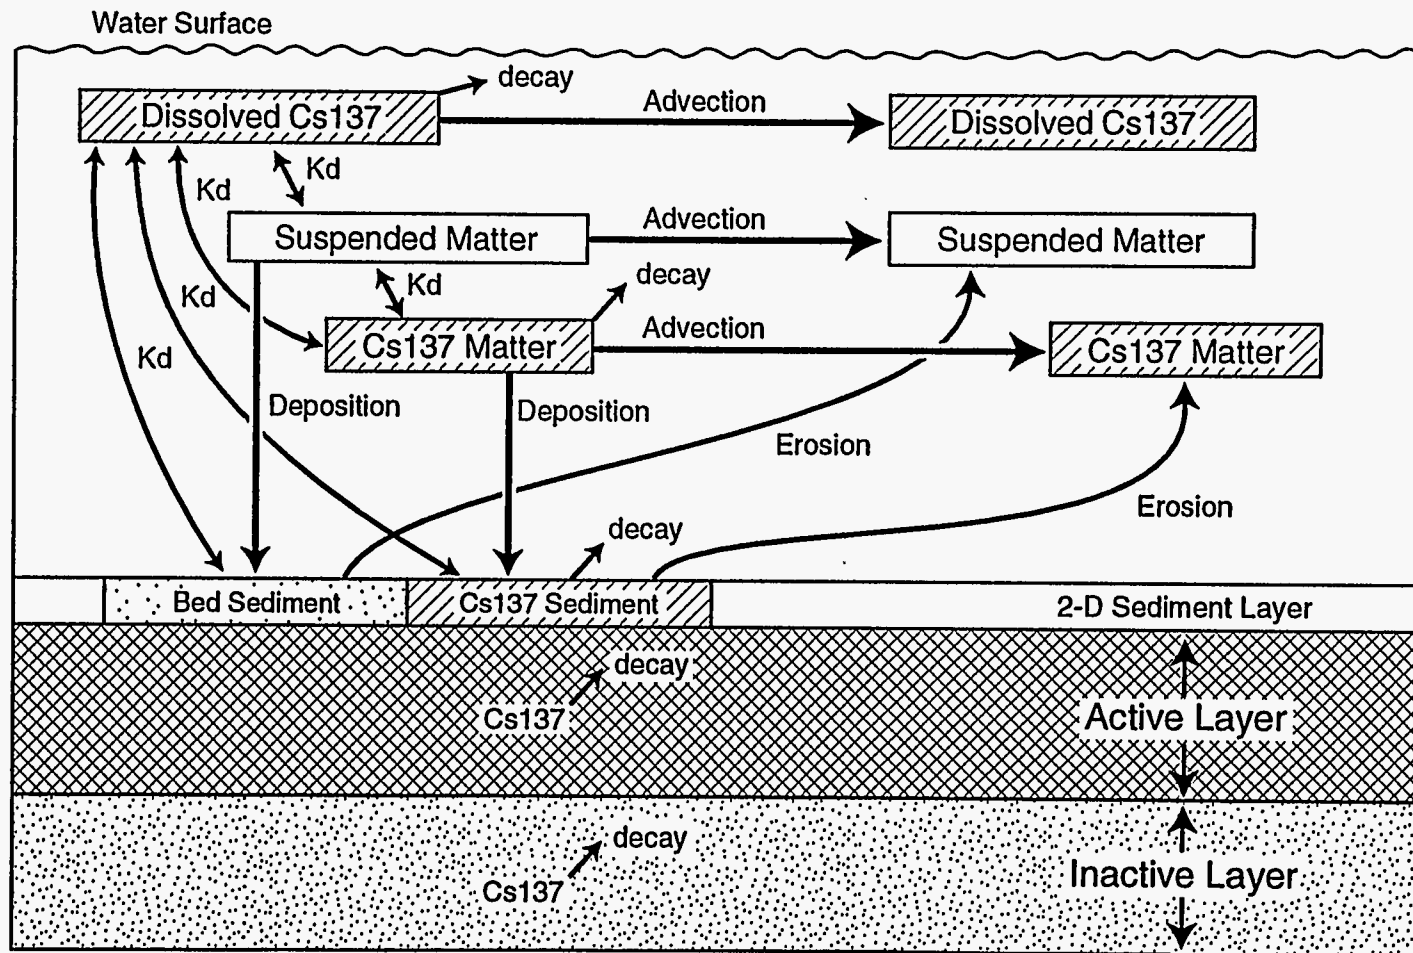 Water Surface
decay
Dissolved Cs137
Advection
Dissolved Cs137
Kd
Kd
Suspended Matter
Advection
Suspended Matter
Kd
Kd
decay
Cs137 Matter
Advection
Cs137 Matter
Kd
Deposition
Deposition
Erosion
Erosion
decay
Bed Sediment
Cs137 Sediment
2-D Sediment Layer
decay
Cs137
Active Layer
decay
Cs137
Inactive Layer